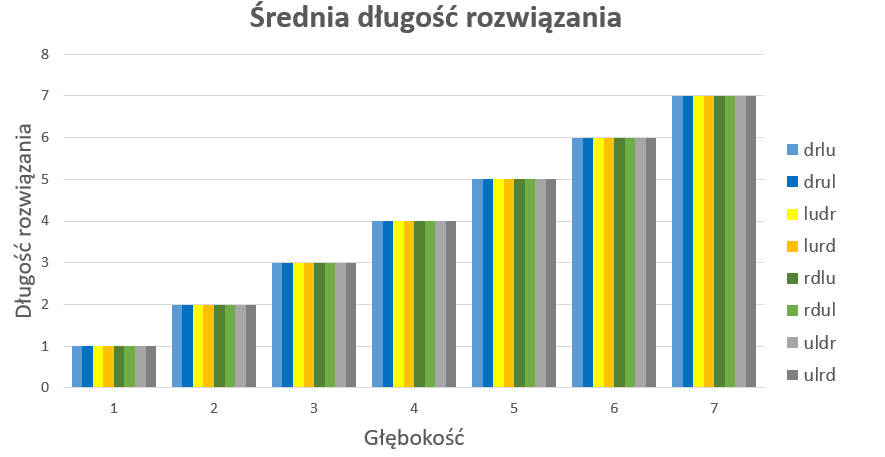 Średnia długość rozwiązania
8
7
6
5
4
3
2
1
0
Długość rozwiązania
1 2 3 4 5 6 7
Głębokość
drlu
drul
ludr
lurd
rdlu
rdul
uldr
ulrd